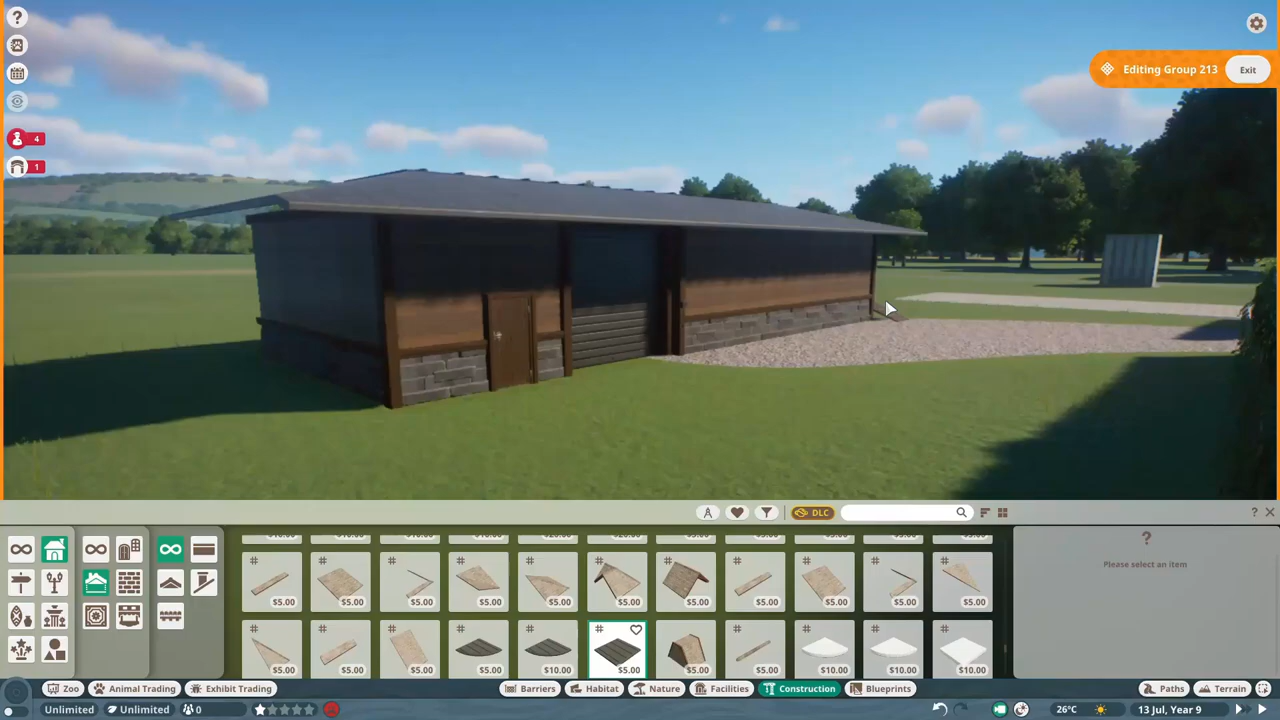 ?
4
1
Editing Group 213
Exit
DLC
?
$5.00 $5.00 $5.00 $5.00 $5.00 $5.00 $5.00 $5.00 $5.00 $5.00 $5.00
$5.00 $5.00 $5.00 $5.00 $10.00 $5.00 $5.00 $5.00 $10.00 $10.00 $10.00
?
Please select an item
Zoo Animal Trading Exhibit Trading Barriers Habitat Nature Facilities Construction Blueprints Paths Terrain
Unlimited Unlimited 0 26°C 13 Jul, Year 9